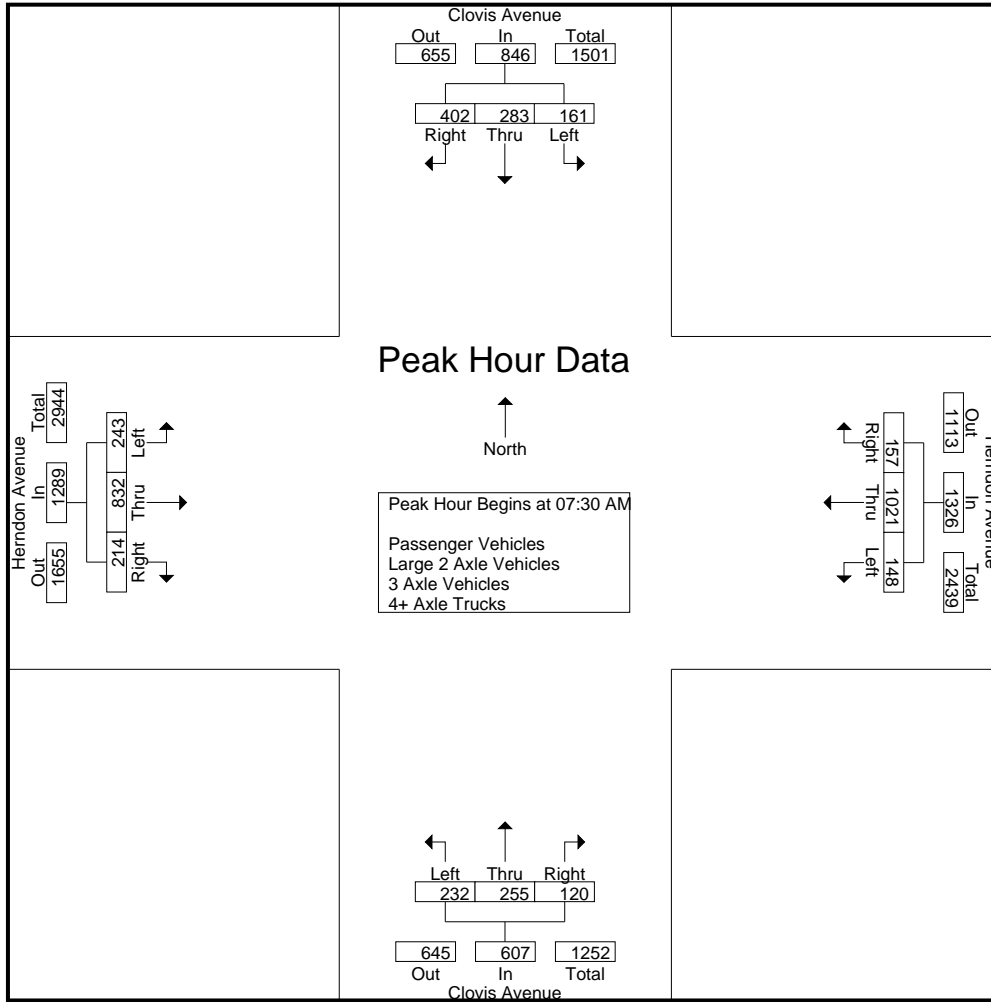 Clovis Avenue
Out In Total
655 846 1501
402 283 161
Right Thru Left
Peak Hour Data
North
Peak Hour Begins at 07:30 AM
Passenger Vehicles
Large 2 Axle Vehicles
3 Axle Vehicles
4+ Axle Trucks
Herndon Avenue
Out In Total
1655 1289 2944
214 832 243
Right Thru Left
Herndon Avenue
Out In Total
1113 1326 2439
157 1021 148
Right Thru Left
Left Thru Right
232 255 120
645 607 1252
Out In Total
Clovis Avenue